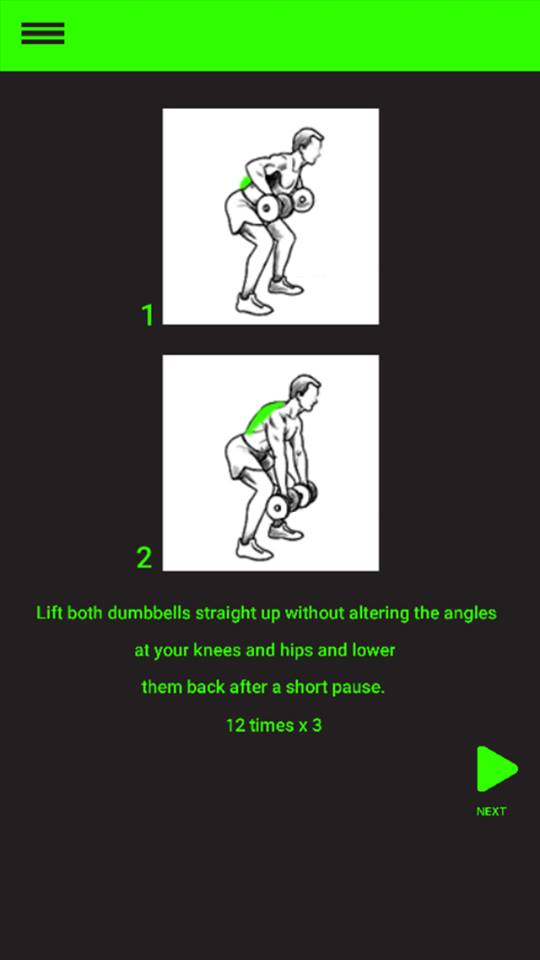 1
2
Lift both dumbbells straight up without altering the angles
at your knees and hips and lower
them back after a short pause.
12 times x 3
NEXT